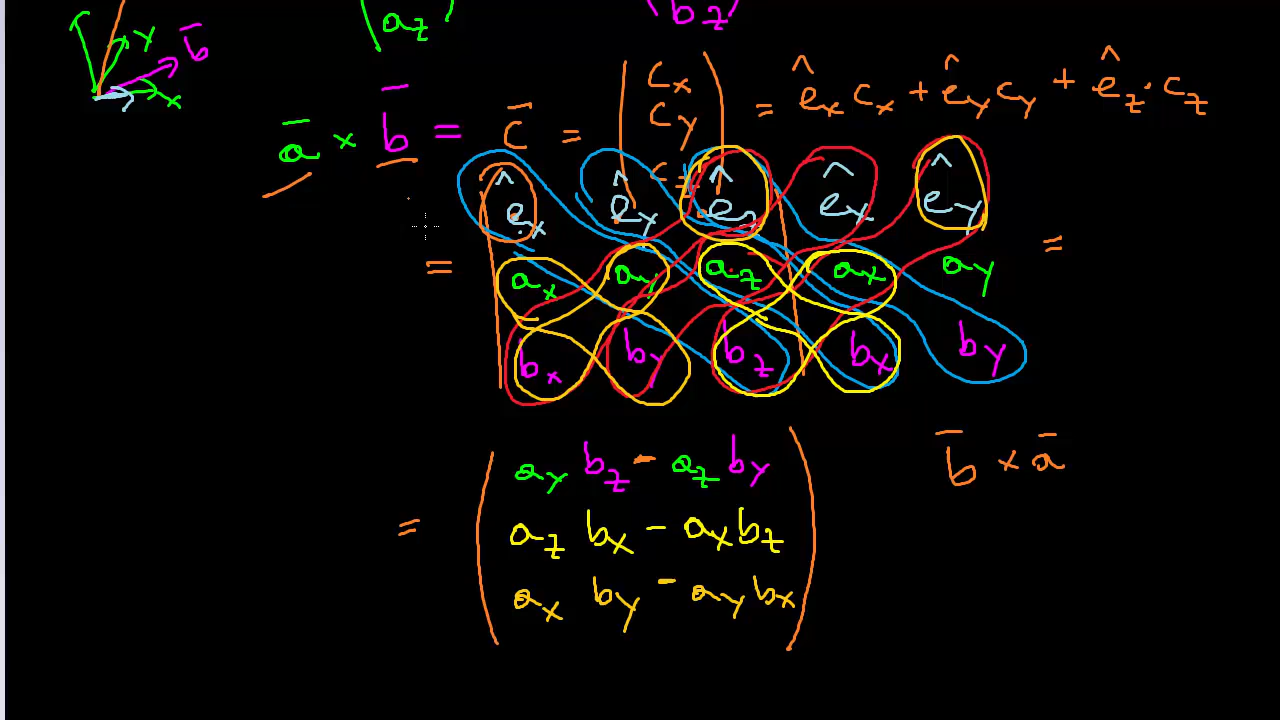 a_z b_z
Y b̄
X
ā × b̄ = c̄ = (c_x c_y c_z) = ê_x c_x + ê_y c_y + ê_z · c_z
= ê_x ê_y ê_z ê_x ê_y =
a_x a_y a_z a_x a_y
b_x b_y b_z b_x b_y
a_y b_z - a_z b_y b̄ × ā
= a_z b_x - a_x b_z
a_x b_y - a_y b_x